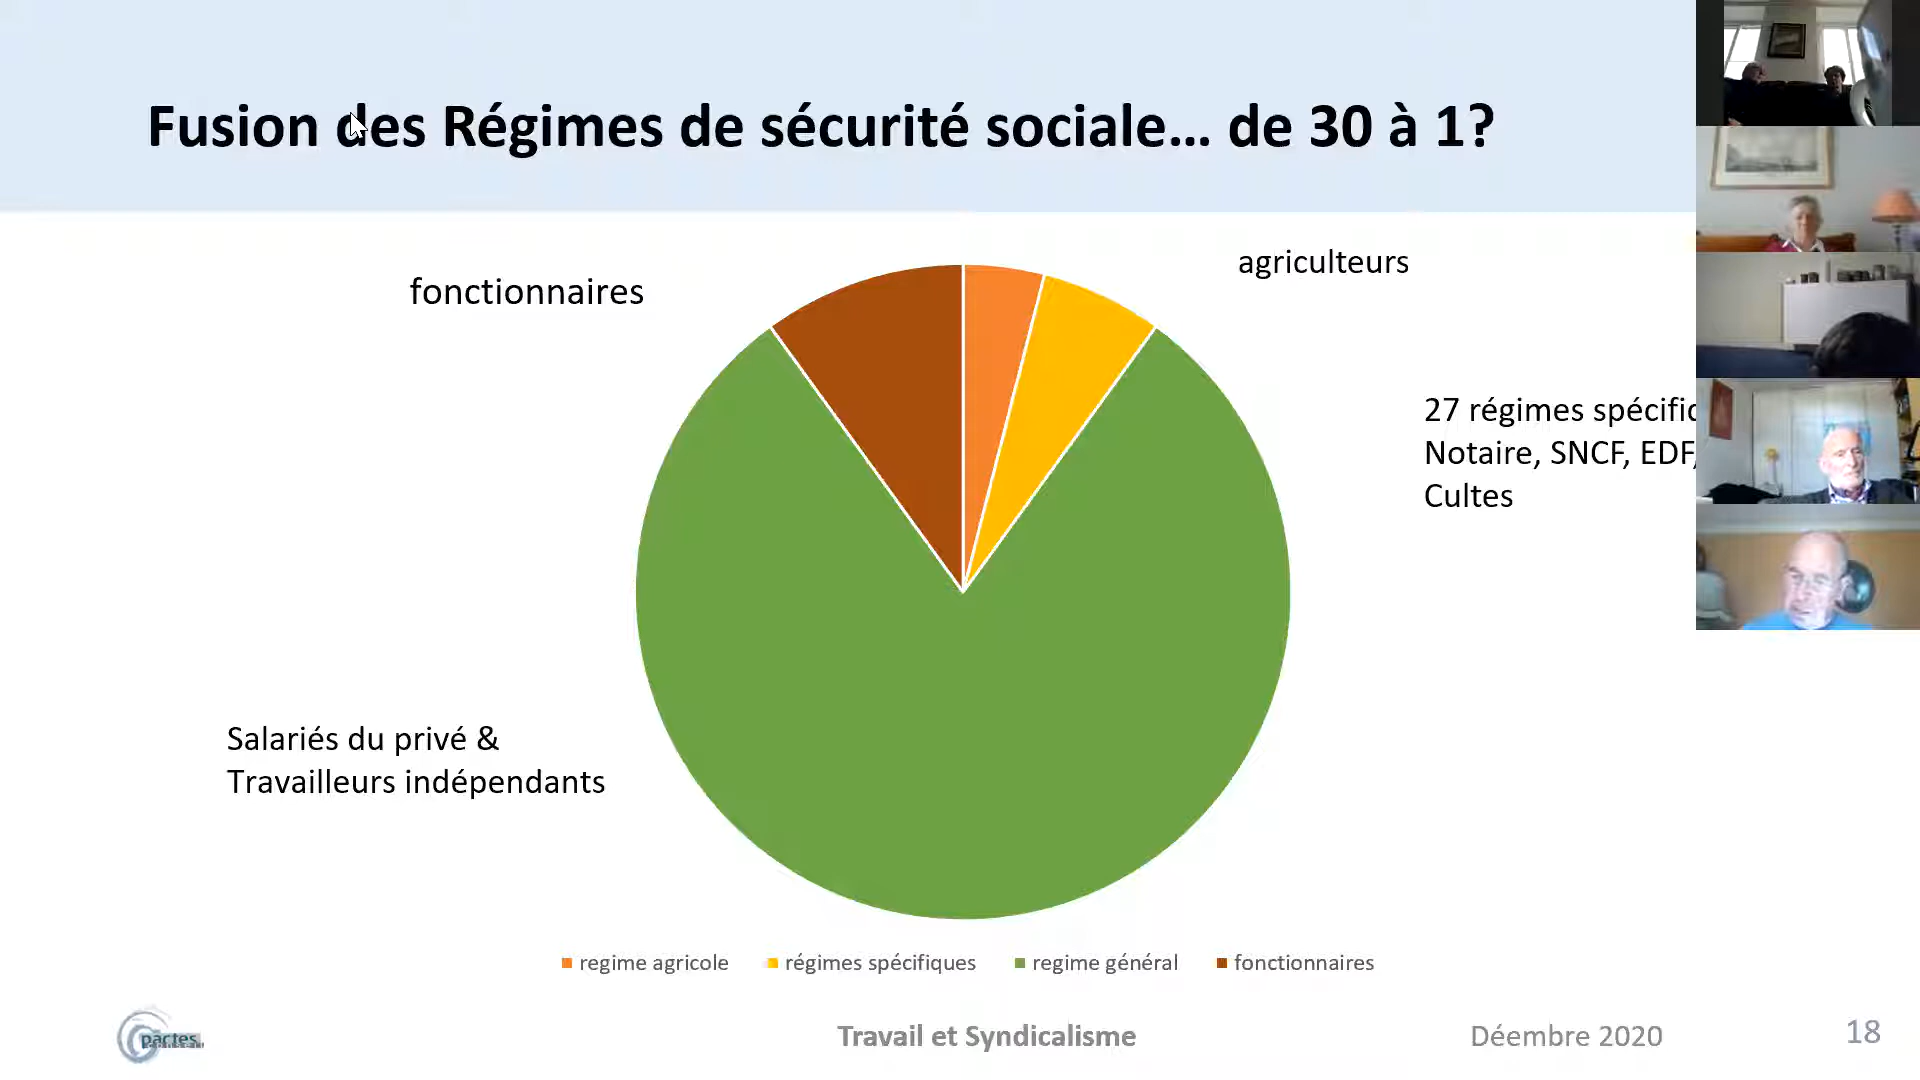 Fusion des Régimes de sécurité sociale... de 30 à 1?
fonctionnaires
agriculteurs
27 régimes
Notaire, SNCF, EDF,
Cultes
Salariés du privé &
Travailleurs indépendants
regime agricole
régimes spécifiques
regime général
fonctionnaires
pactes
Travail et Syndicalisme
Déembre 2020
18